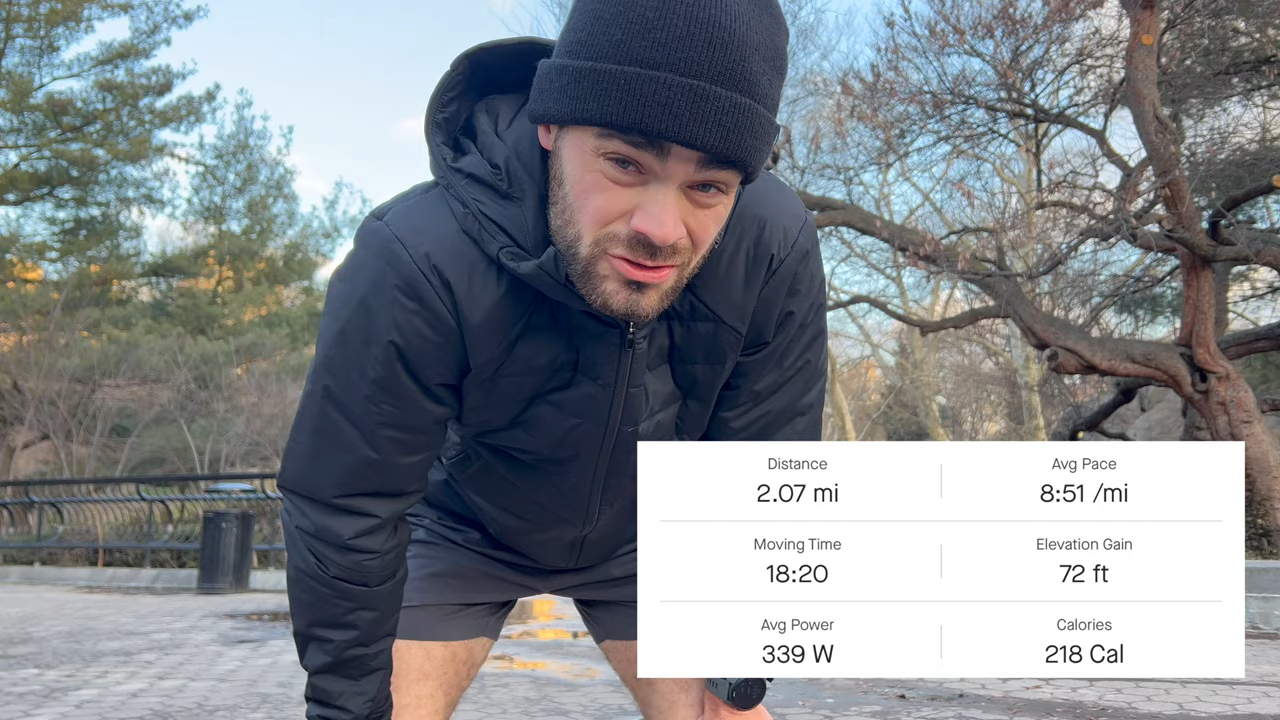 Distance
Avg Pace
2.07 mi
8:51 /mi
Moving Time
Elevation Gain
18:20
72 ft
Avg Power
Calories
339 W
218 Cal